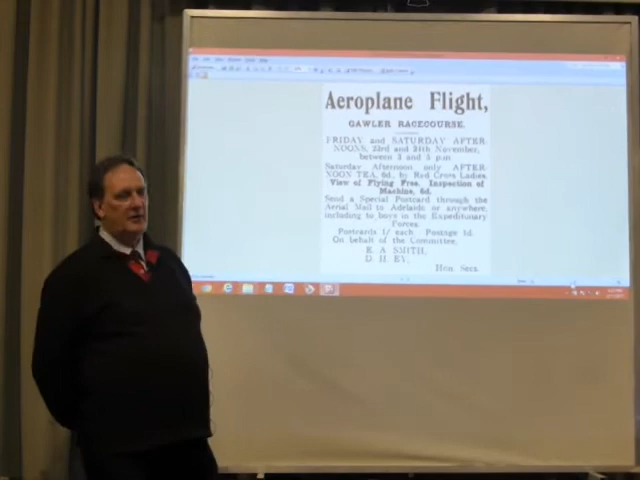 Aeroplane Flight,
GAWLER RACECOURSE.
FRIDAY and SATURDAY AFTER-
NOONS, 23rd and 24th November,
between 3 and 5 p.m
Saturday Afternoon only AFTER
NOON TEA, 6d., by Red Cross Ladies.
View of Flying Free. Inspection of
Machine, 6d.
Send a Special Postcard through the
Aerial Mail to Adelaide or anywhere,
including to boys in the Expeditionary
Forces.
Postcards 1/ each. Postage 1d.
On behalf of the Committee,
E. A SMITH,
D. H. EY,
Hon. Secs.